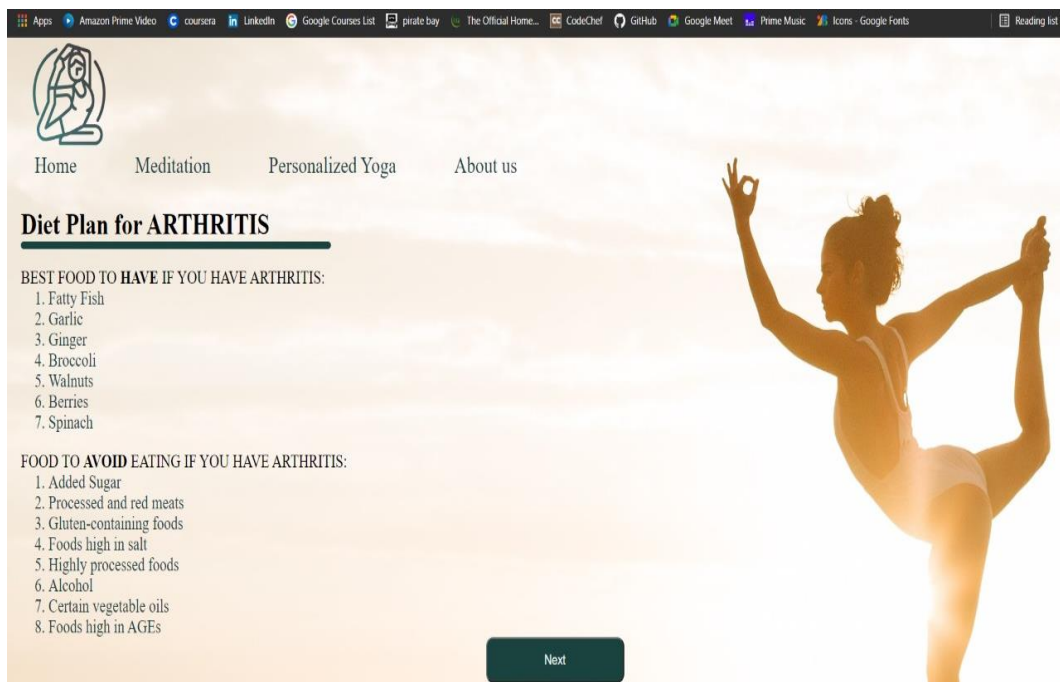 Apps Amazon Prime Video coursera LinkedIn Google Courses List pirate bay The Official Home... CodeChef GitHub Google Meet Prime Music Icons - Google Fonts Reading list
Home Meditation Personalized Yoga About us
Diet Plan for ARTHRITIS
BEST FOOD TO HAVE IF YOU HAVE ARTHRITIS:
1. Fatty Fish
2. Garlic
3. Ginger
4. Broccoli
5. Walnuts
6. Berries
7. Spinach
FOOD TO AVOID EATING IF YOU HAVE ARTHRITIS:
1. Added Sugar
2. Processed and red meats
3. Gluten-containing foods
4. Foods high in salt
5. Highly processed foods
6. Alcohol
7. Certain vegetable oils
8. Foods high in AGEs
Next